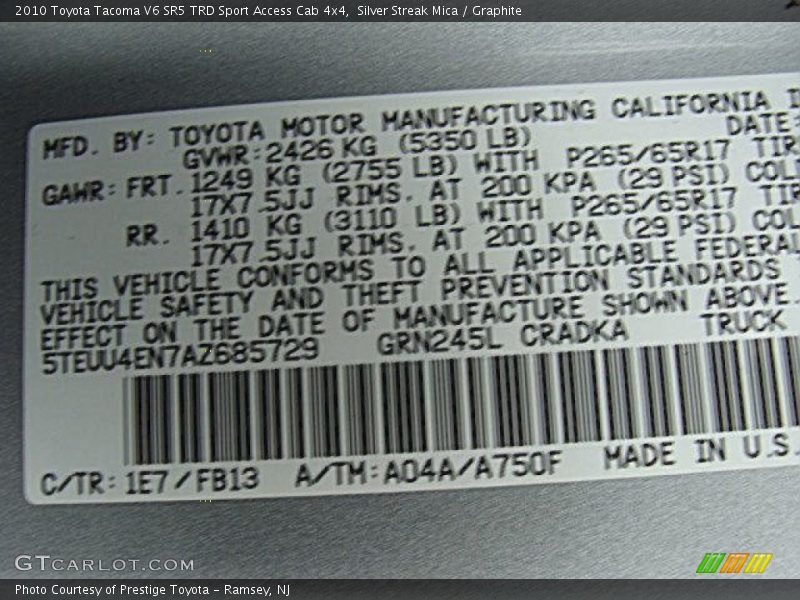 2010 Toyota Tacoma V6 SR5 TRD Sport Access Cab 4x4, Silver Streak Mica / Graphite
MFD. BY: TOYOTA MOTOR MANUFACTURING CALIFORNIA
GVWR: 2426 KG (5350 LB) DATE:
GAWR: FRT. 1249 KG (2755 LB) WITH P265/65R17 TIR
17X7.5JJ RIMS. AT 200 KPA (29 PSI) COL
RR. 1410 KG (3110 LB) WITH P265/65R17 TIR
17X7.5JJ RIMS. AT 200 KPA (29 PSI) COL
THIS VEHICLE CONFORMS TO ALL APPLICABLE FEDERAL
VEHICLE SAFETY AND THEFT PREVENTION STANDARDS
EFFECT ON THE DATE OF MANUFACTURE SHOWN ABOVE.
5TEUU4EN7AZ685729 GRN245L CRADKA TRUCK
C/TR: 1E7/FB13 A/TM: A04A/A750F MADE IN U.S.
GTCARLOT.COM
Photo Courtesy of Prestige Toyota - Ramsey, NJ